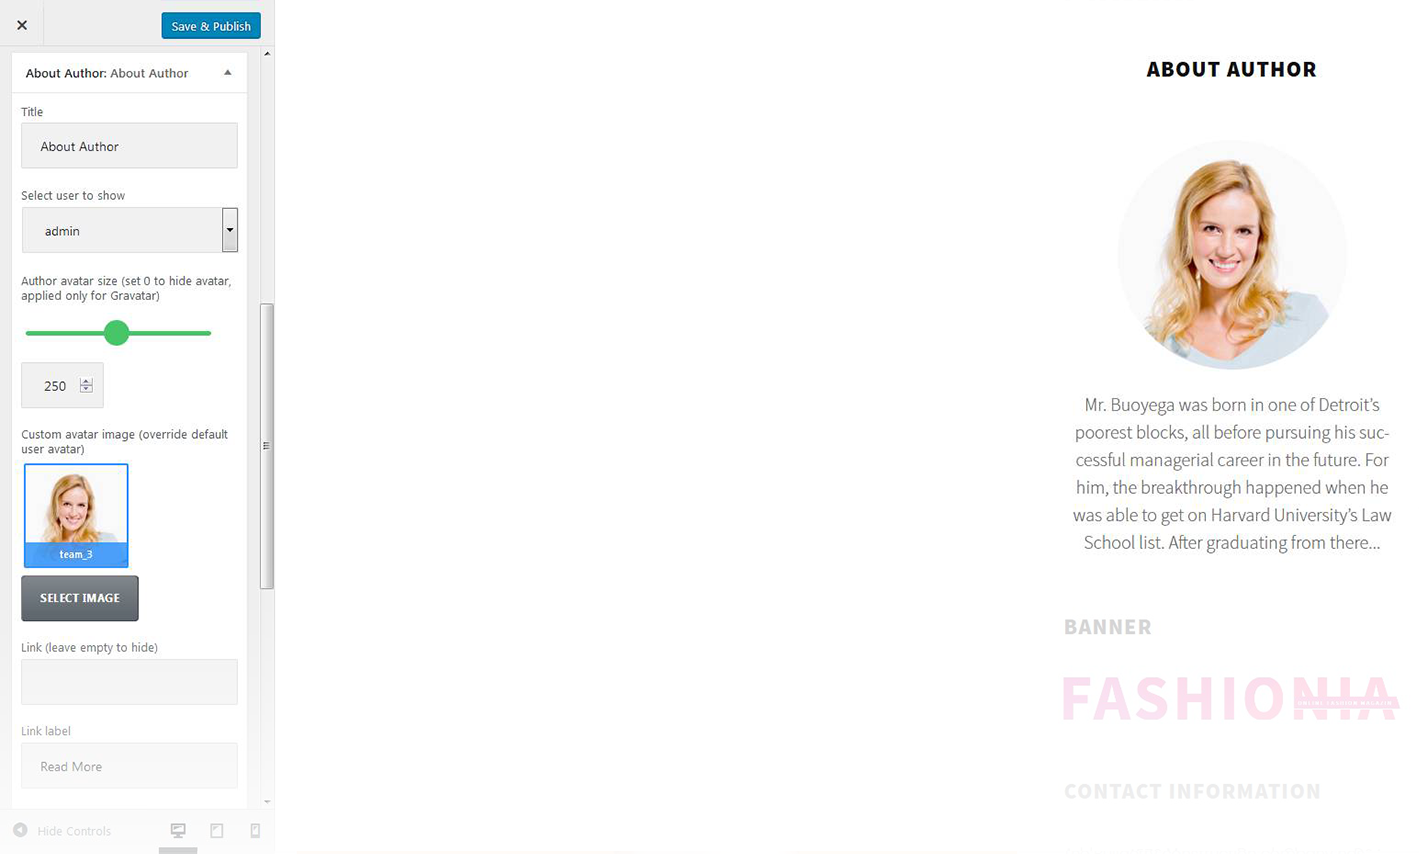 Save & Publish
About Author: About Author
Title
About Author
Select user to show
admin
Author avatar size (set 0 to hide avatar,
applied only for Gravatar)
250
Custom avatar image (override default
user avatar)
team_3
SELECT IMAGE
Link (leave empty to hide)
Link label
Read More
Hide Controls
ABOUT AUTHOR
Mr. Buoyega was born in one of Detroit’s
poorest blocks, all before pursuing his suc-
cessful managerial career in the future. For
him, the breakthrough happened when he
was able to get on Harvard University’s Law
School list. After graduating from there...
BANNER
FASHIONIA
CONTACT INFORMATION